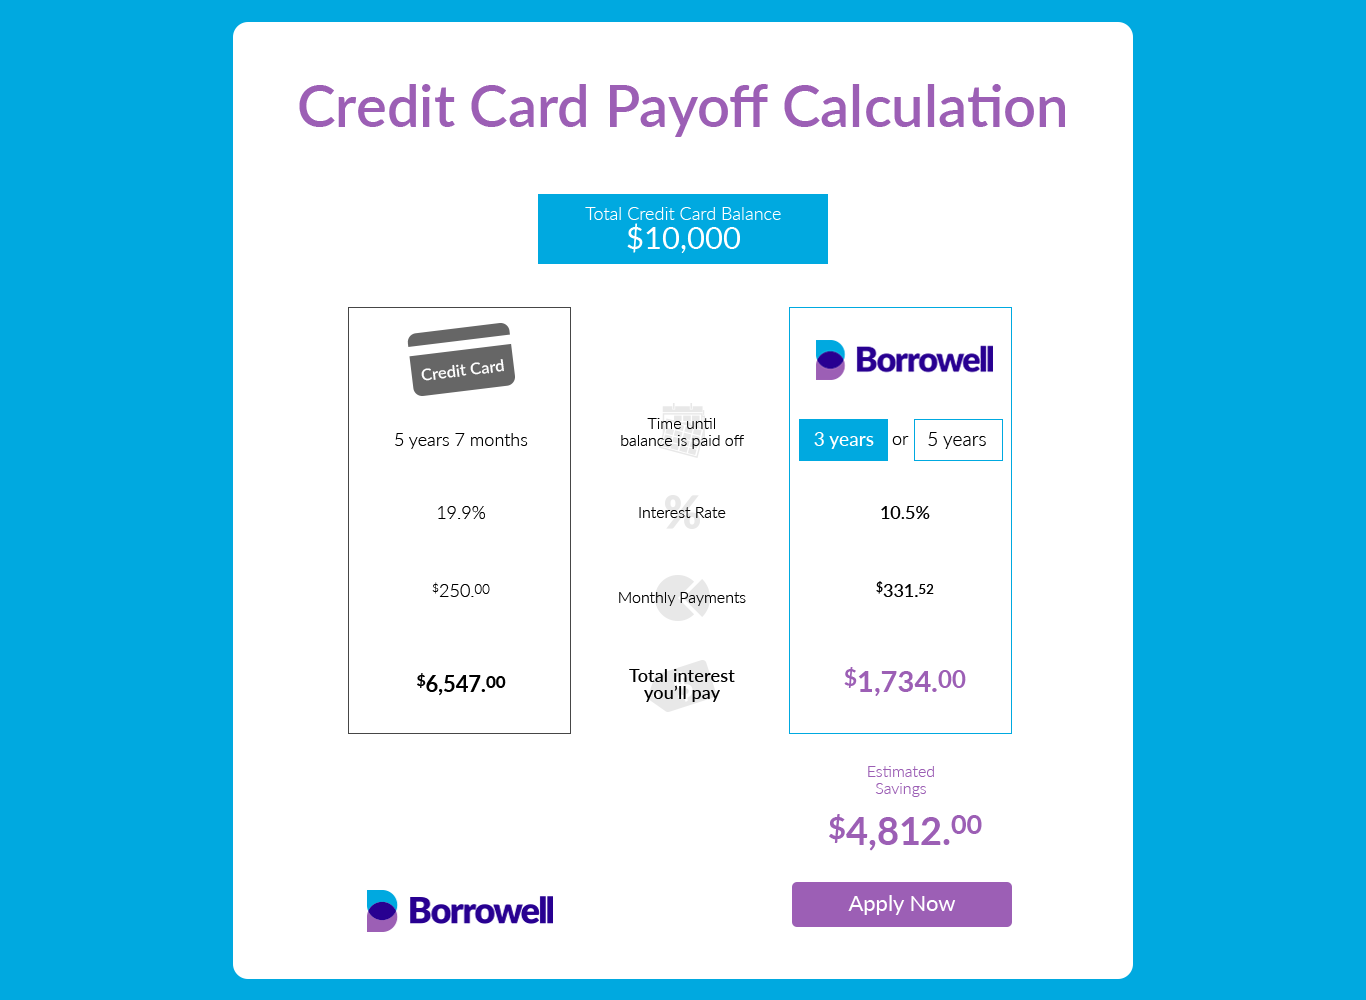 Credit Card Payoff Calculation
Total Credit Card Balance
$10,000
Credit Card
Borrowell
5 years 7 months
Time until
balance is paid off
3 years or 5 years
19.9%
Interest Rate
10.5%
$250.00
Monthly Payments
$331.52
$6,547.00
Total interest
you'll pay
$1,734.00
Estimated
Savings
$4,812.00
Borrowell
Apply Now